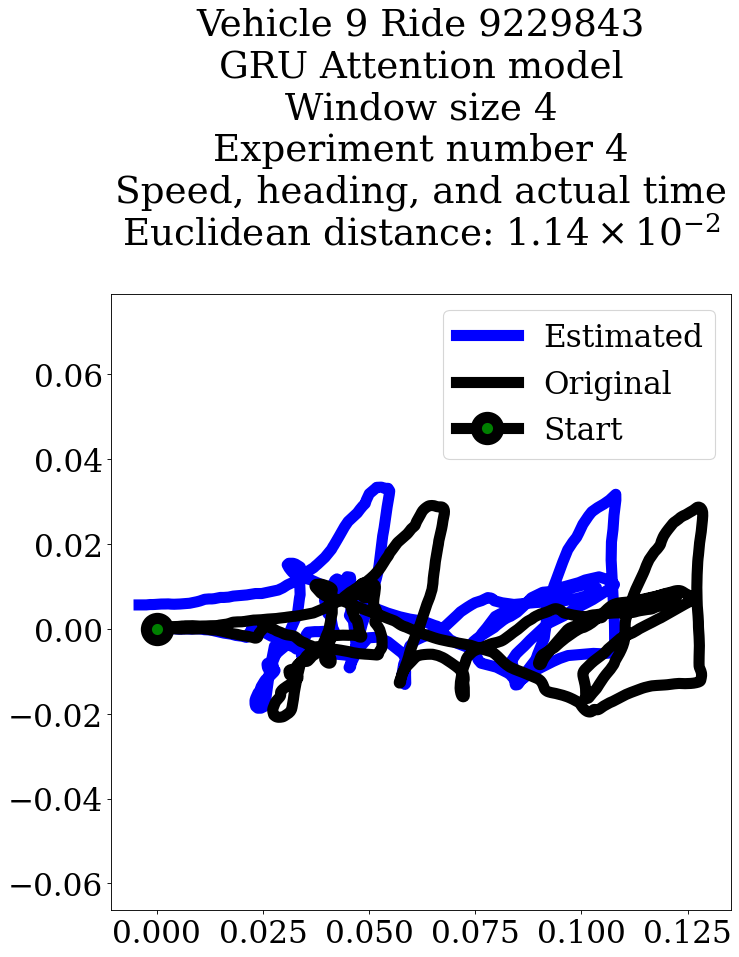 Vehicle 9 Ride 9229843
GRU Attention model
Window size 4
Experiment number 4
Speed, heading, and actual time
Euclidean distance: 1.14 × 10⁻²
Estimated
Original
Start
0.06
0.04
0.02
0.00
−0.02
−0.04
−0.06
0.000 0.025 0.050 0.075 0.100 0.125